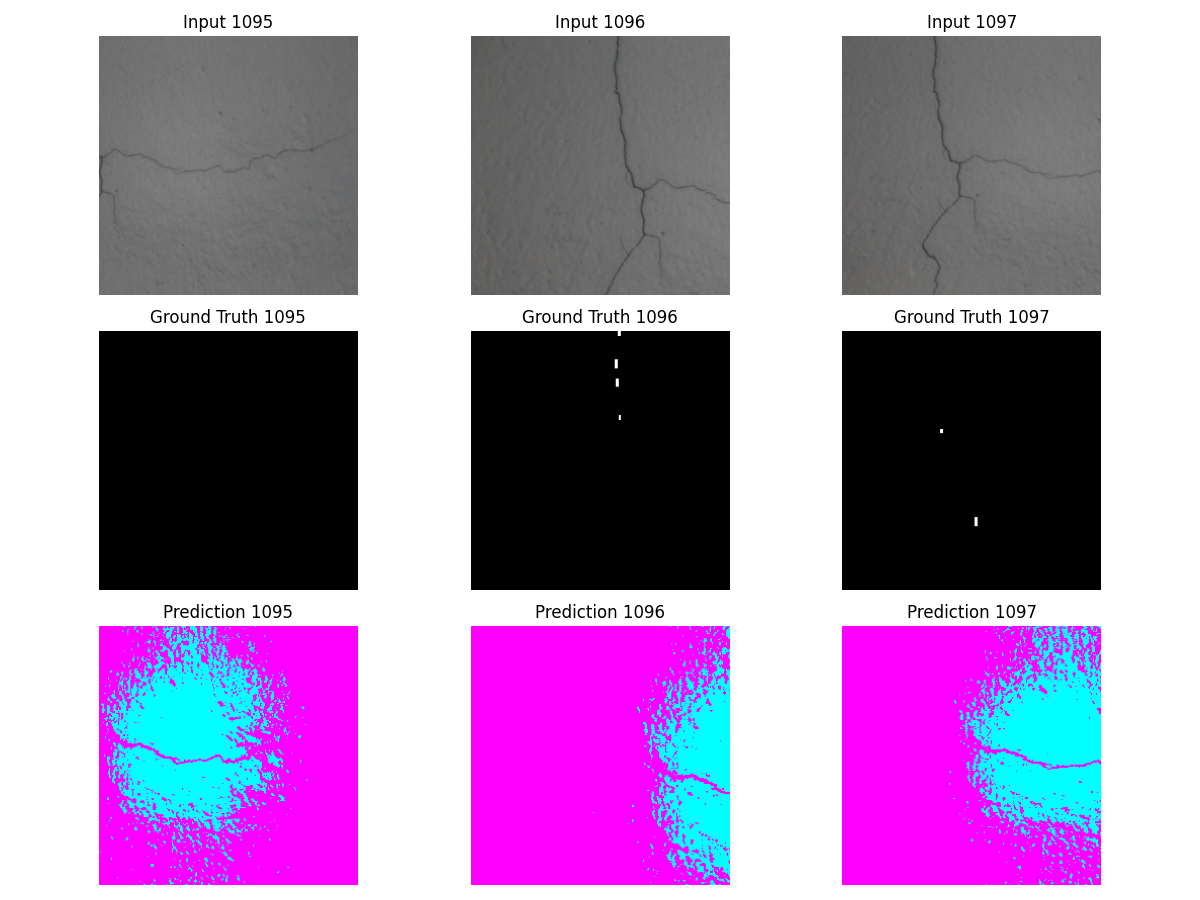 Input 1095
Input 1096
Input 1097
Ground Truth 1095
Ground Truth 1096
Ground Truth 1097
Prediction 1095
Prediction 1096
Prediction 1097